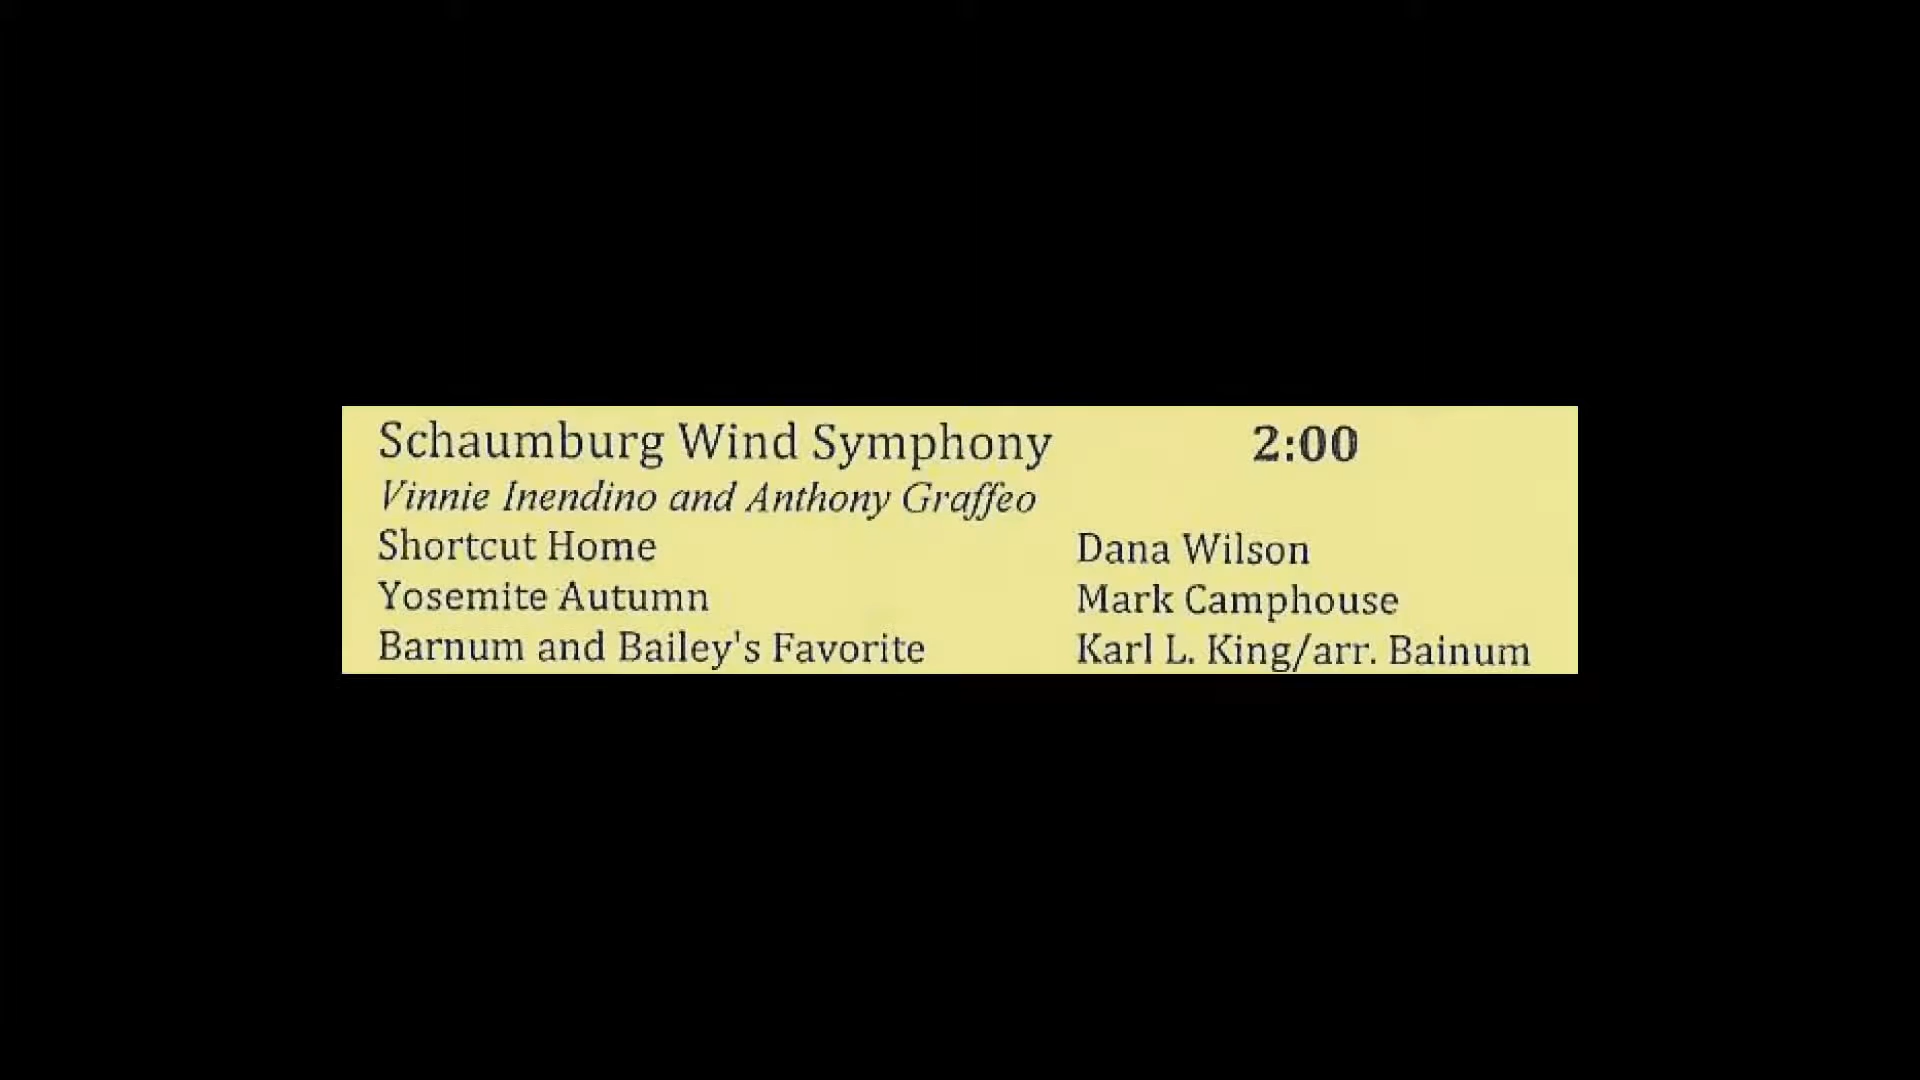 Schaumburg Wind Symphony 2:00
Vinnie Inendino and Anthony Graffeo
Shortcut Home Dana Wilson
Yosemite Autumn Mark Camphouse
Barnum and Bailey's Favorite Karl L. King/arr. Bainum